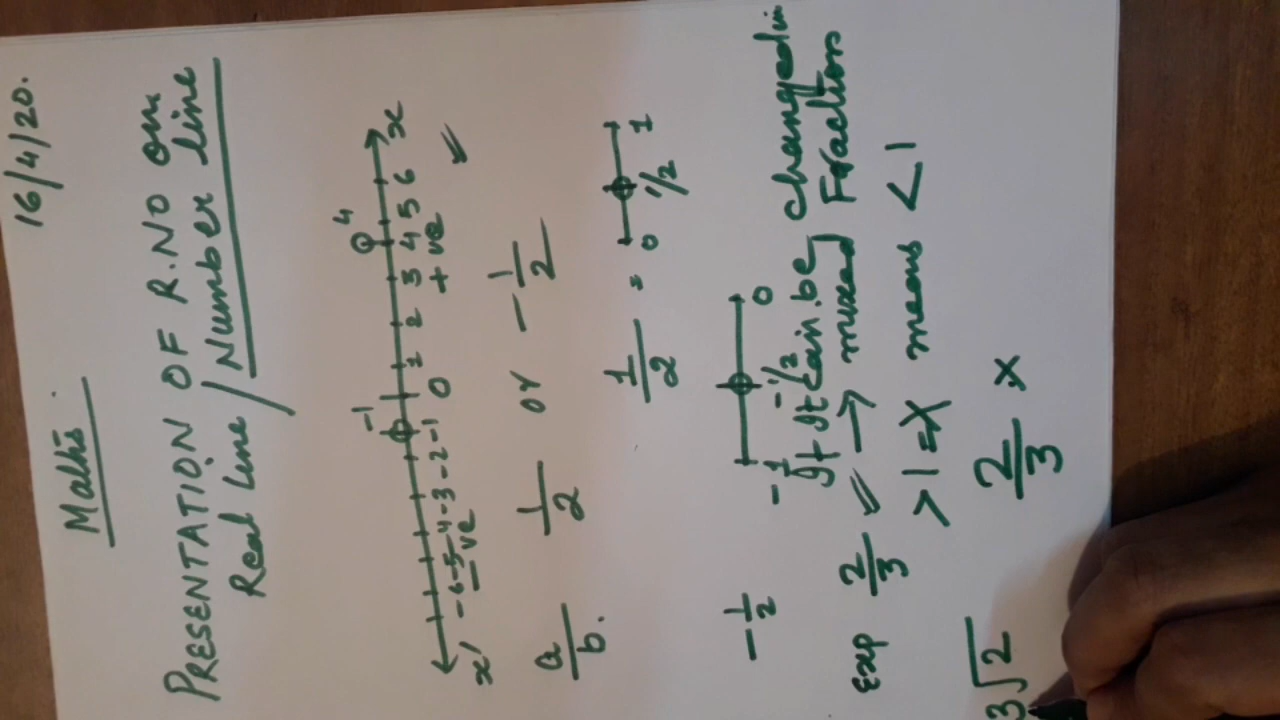 Maths. 16/4/20.
PRESENTATION OF R.NO on
Real line / Number line
-1 4
x' -6 -5 -4 -3 -2 -1 0 1 2 3 4 5 6 x
-ve +ve
a/b. 1/2 or -1/2
1/2 = 0 1/2 1
-1/2 -1 -1/2 0
If It Can be changed in
exp 2/3 → mixed Fraction
>1 = X means <1
3√2 2/3 x